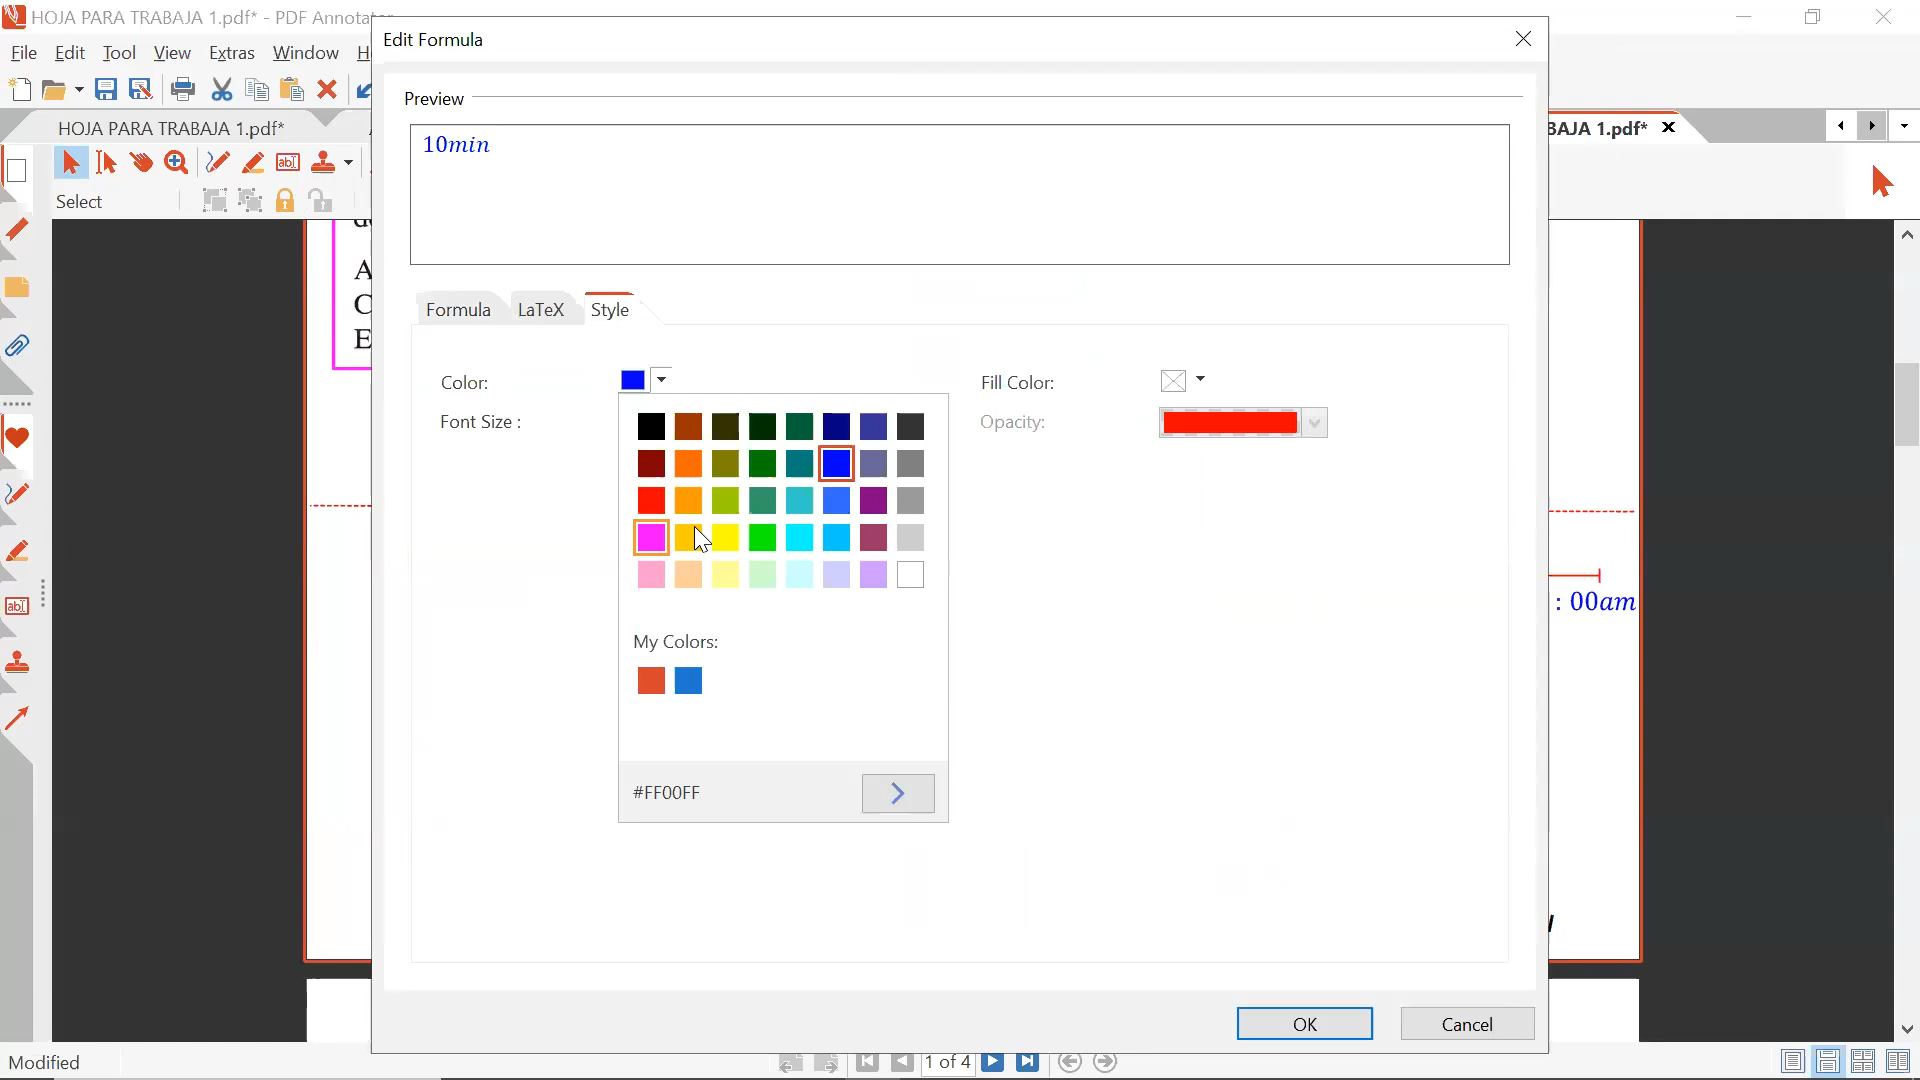 HOJA PARA TRABAJA 1.pdf* - PDF Annotator
File Edit Tool View Extras Window
HOJA PARA TRABAJA 1.pdf*
BAJA 1.pdf*
Select
A
C
E
Edit Formula
Preview
10min
Formula LaTeX Style
Color:
Fill Color:
Font Size :
Opacity:
My Colors:
#FF00FF
: 00am
OK Cancel
Modified
1 of 4